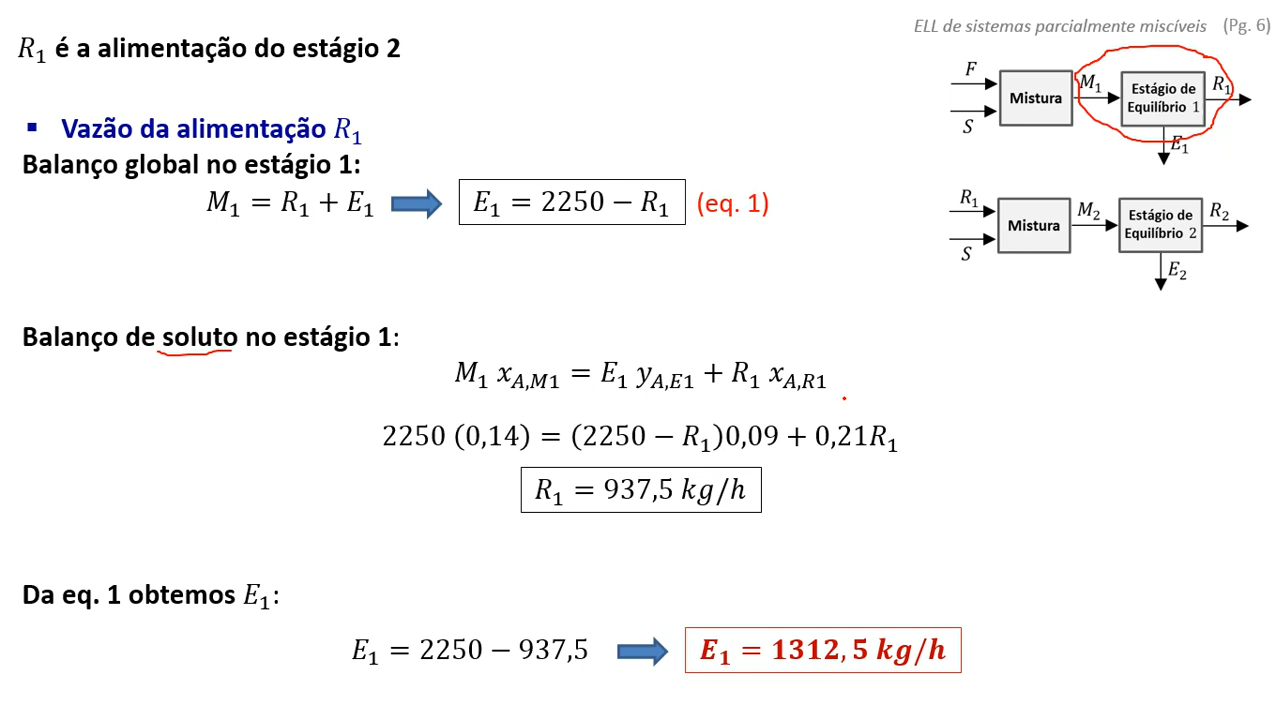 ELL de sistemas parcialmente miscíveis (Pg. 6)
R₁ é a alimentação do estágio 2
▪ Vazão da alimentação R₁
Balanço global no estágio 1:
M₁ = R₁ + E₁
E₁ = 2250 − R₁
(eq. 1)
F
S
Mistura
M₁
Estágio de
Equilíbrio 1
R₁
E₁
R₁
S
Mistura
M₂
Estágio de
Equilíbrio 2
R₂
E₂
Balanço de soluto no estágio 1:
M₁ x_{A,M1} = E₁ y_{A,E1} + R₁ x_{A,R1}
2250 (0,14) = (2250 − R₁)0,09 + 0,21R₁
R₁ = 937,5 kg/h
Da eq. 1 obtemos E₁:
E₁ = 2250 − 937,5
E₁ = 1312,5 kg/h